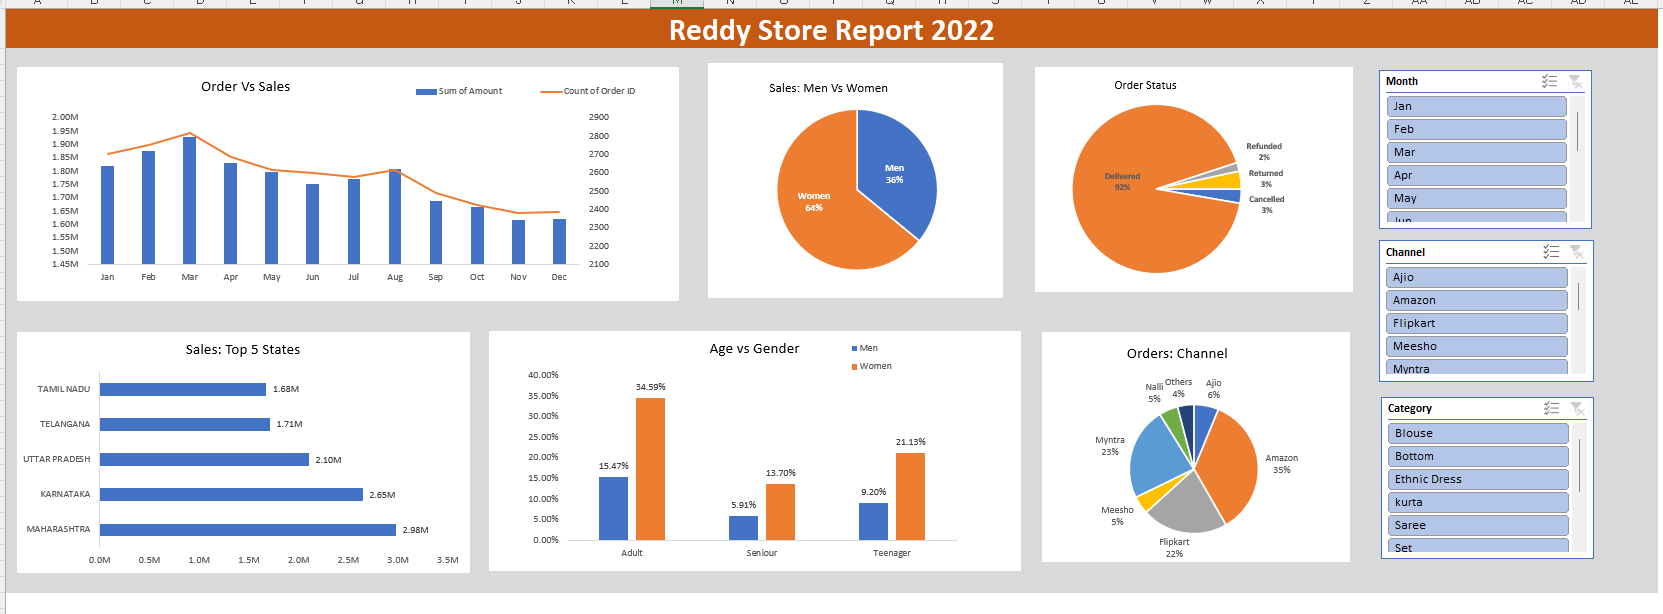 Reddy Store Report 2022
Order Vs Sales
Sum of Amount
Count of Order ID
2.00M
1.95M
1.90M
1.85M
1.80M
1.75M
1.70M
1.65M
1.60M
1.55M
1.50M
1.45M
2900
2800
2700
2600
2500
2400
2300
2200
2100
Jan Feb Mar Apr May Jun Jul Aug Sep Oct Nov Dec
Sales: Men Vs Women
Men
36%
Women
64%
Order Status
Delivered
92%
Refunded
2%
Returned
3%
Cancelled
3%
Month
Jan
Feb
Mar
Apr
May
Jun
Channel
Ajio
Amazon
Flipkart
Meesho
Myntra
Category
Blouse
Bottom
Ethnic Dress
kurta
Saree
Set
Sales: Top 5 States
TAMIL NADU 1.68M
TELANGANA 1.71M
UTTAR PRADESH 2.10M
KARNATAKA 2.65M
MAHARASHTRA 2.98M
0.0M 0.5M 1.0M 1.5M 2.0M 2.5M 3.0M 3.5M
Age vs Gender
Men
Women
40.00%
35.00%
30.00%
25.00%
20.00%
15.00%
10.00%
5.00%
0.00%
15.47% 34.59%
5.91% 13.70%
9.20% 21.13%
Adult Seniour Teenager
Orders: Channel
Nalli
5%
Others
4%
Ajio
6%
Myntra
23%
Amazon
35%
Meesho
5%
Flipkart
22%